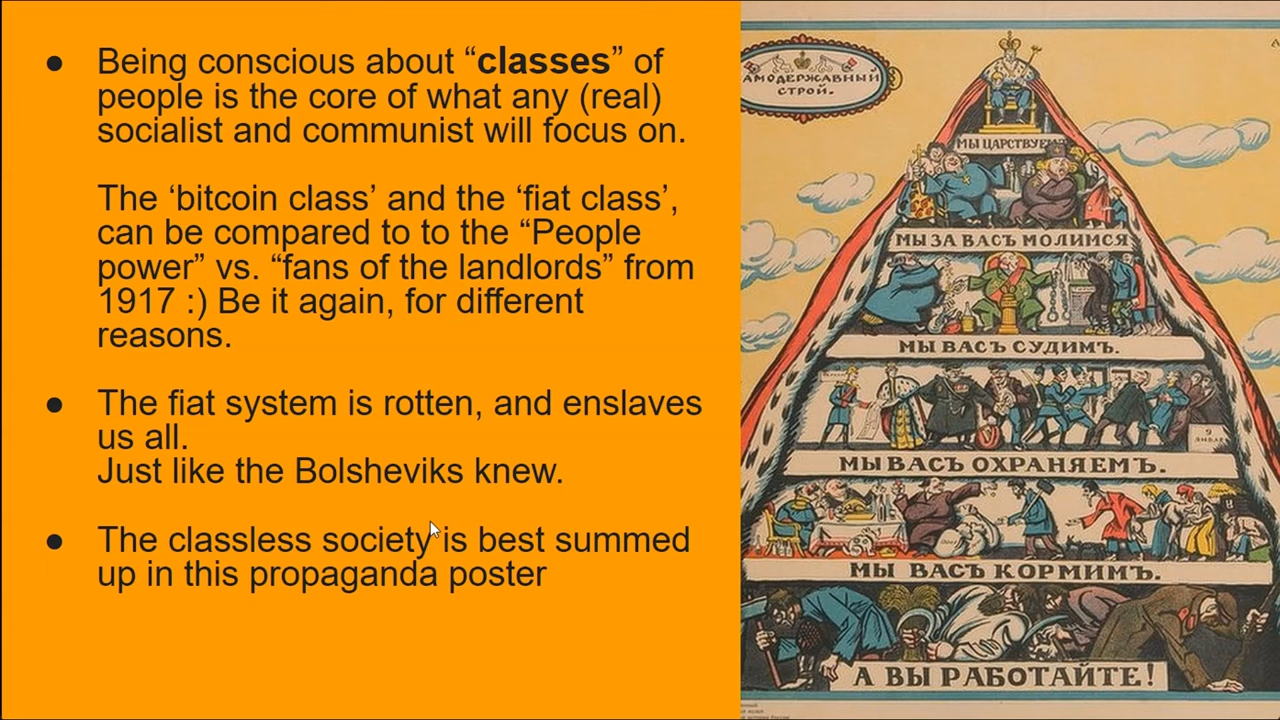 ● Being conscious about “classes” of
people is the core of what any (real)
socialist and communist will focus on.
The ‘bitcoin class’ and the ‘fiat class’,
can be compared to to the “People
power” vs. “fans of the landlords” from
1917 :) Be it again, for different
reasons.
● The fiat system is rotten, and enslaves
us all.
Just like the Bolsheviks knew.
● The classless society is best summed
up in this propaganda poster
АМОДЕРЖАВНЫЙ
СТРОЙ.
МЫ ЦАРСТВУЕМ
МЫ ЗА ВАСЪ МОЛИМСЯ
МЫ ВАСЪ СУДИМЪ.
9
ЯНВАРЯ
МЫ ВАСЪ ОХРАНЯЕМЪ.
МЫ ВАСЪ КОРМИМЪ.
А ВЫ РАБОТАЙТЕ!